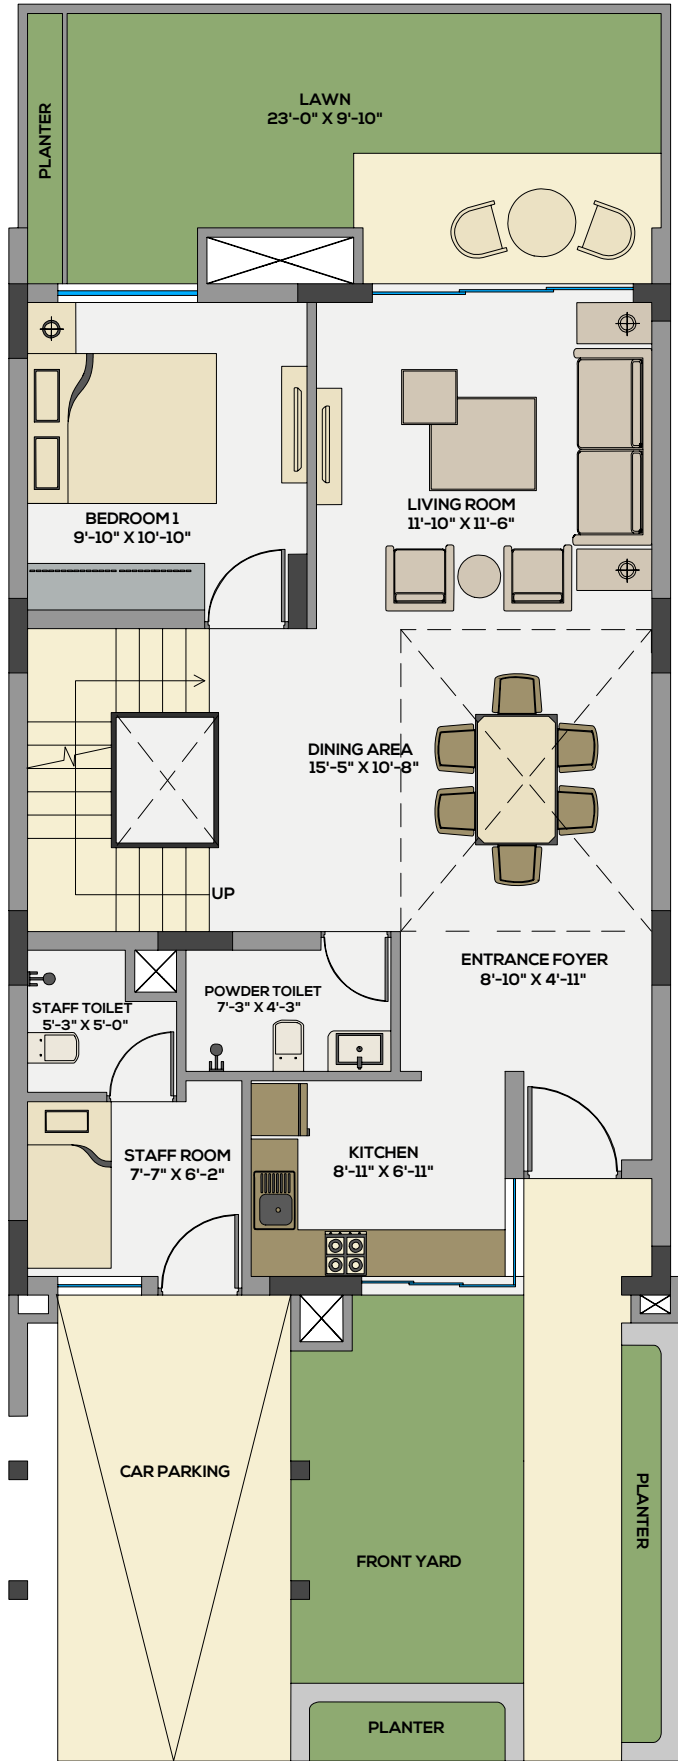 LAWN
23'-0" X 9'-10"
PLANTER
BEDROOM 1
9'-10" X 10'-10"
LIVING ROOM
11'-10" X 11'-6"
DINING AREA
15'-5" X 10'-8"
UP
ENTRANCE FOYER
8'-10" X 4'-11"
POWDER TOILET
7'-3" X 4'-3"
STAFF TOILET
5'-3" X 5'-0"
STAFF ROOM
7'-7" X 6'-2"
KITCHEN
8'-11" X 6'-11"
CAR PARKING
PLANTER
FRONT YARD
PLANTER